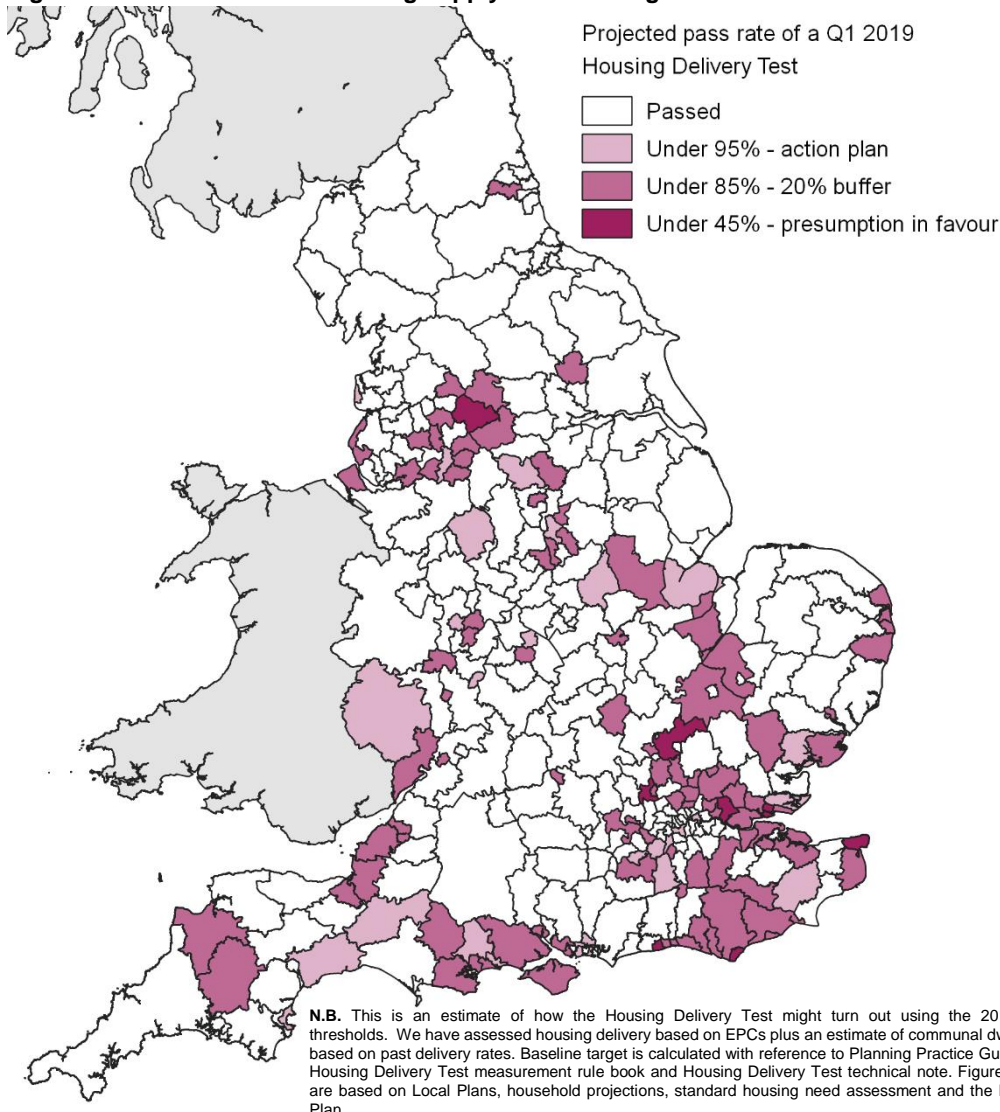 Projected pass rate of a Q1 2019
Housing Delivery Test
Passed
Under 95% - action plan
Under 85% - 20% buffer
Under 45% - presumption in favour
N.B. This is an estimate of how the Housing Delivery Test might turn out using the 20
thresholds. We have assessed housing delivery based on EPCs plus an estimate of communal
based on past delivery rates. Baseline target is calculated with reference to Planning Practice
Housing Delivery Test measurement rule book and Housing Delivery Test technical note.
are based on Local Plans, household projections, standard housing need assessment and the
Plan